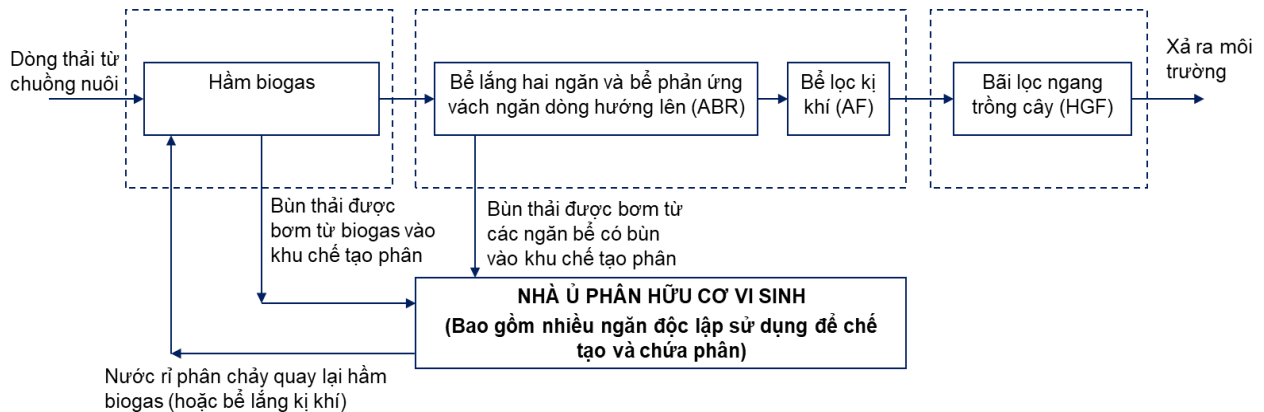 Dòng thải từ
chuồng nuôi
Hầm biogas
Bể lắng hai ngăn và bể phản ứng
vách ngăn dòng hướng lên (ABR)
Bể lọc kị
khí (AF)
Bãi lọc ngang
trồng cây (HGF)
Xả ra môi
trường
Bùn thải được
bơm từ biogas vào
khu chế tạo phân
Bùn thải được bơm từ
các ngăn bể có bùn
vào khu chế tạo phân
NHÀ Ủ PHÂN HỮU CƠ VI SINH
(Bao gồm nhiều ngăn độc lập sử dụng để chế
tạo và chứa phân)
Nước rỉ phân chảy quay lại hầm
biogas (hoặc bể lắng kị khí)